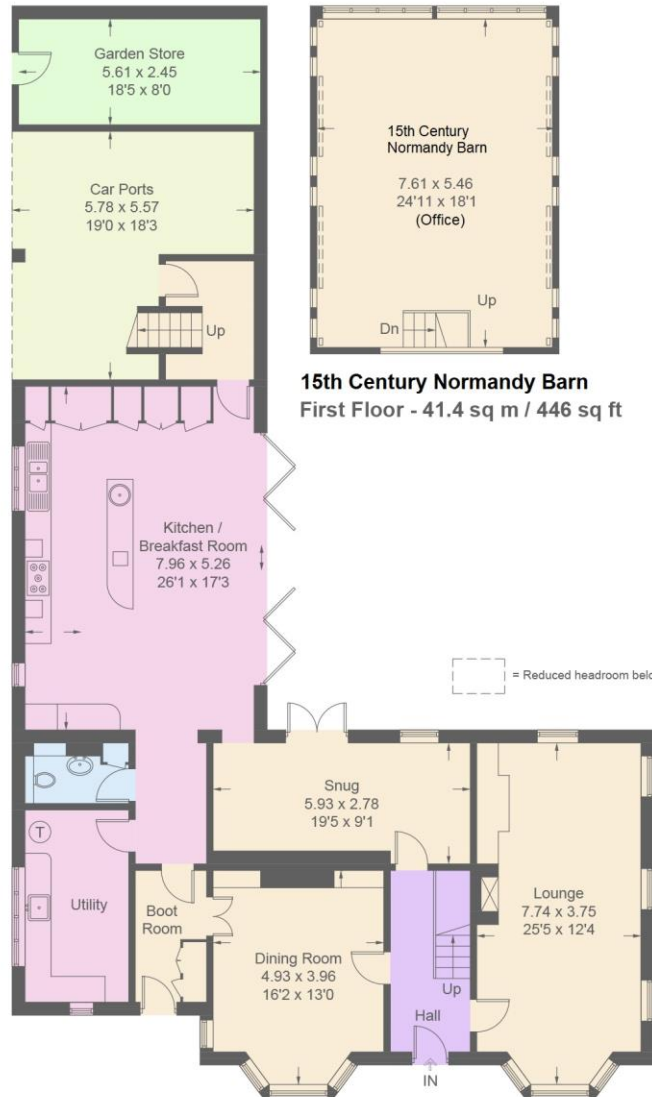 Garden Store
5.61 x 2.45
18'5 x 8'0
15th Century
Normandy Barn
7.61 x 5.46
24'11 x 18'1
(Office)
Car Ports
5.78 x 5.57
19'0 x 18'3
Up
Dn
Up
15th Century Normandy Barn
First Floor - 41.4 sq m / 446 sq ft
Kitchen /
Breakfast Room
7.96 x 5.26
26'1 x 17'3
= Reduced headroom belo
Snug
5.93 x 2.78
19'5 x 9'1
T
Utility
Boot
Room
Lounge
7.74 x 3.75
25'5 x 12'4
Dining Room
4.93 x 3.96
16'2 x 13'0
Up
Hall
IN